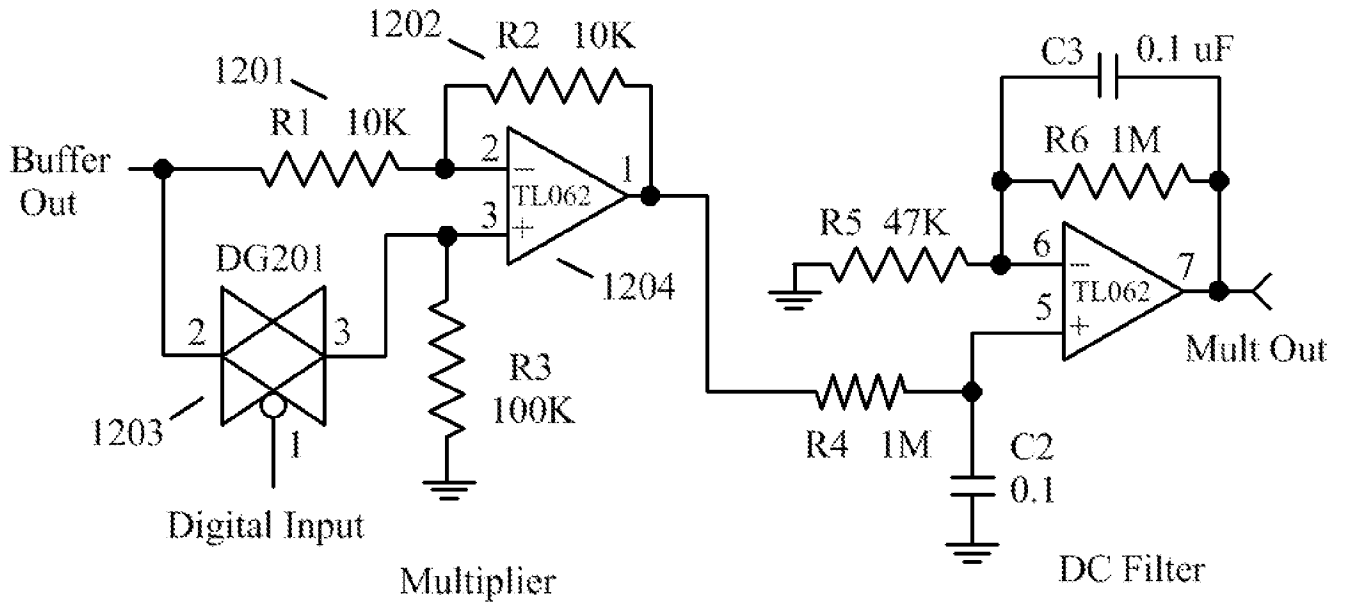 1202
R2 10K
C3 0.1 uF
1201
R1 10K
R6 1M
Buffer
Out
2
−
TL062
1
3
+
R5 47K
DG201
1204
6
−
TL062
7
5
+
2
3
Mult Out
R3
100K
1203
1
R4 1M
C2
0.1
Digital Input
Multiplier
DC Filter